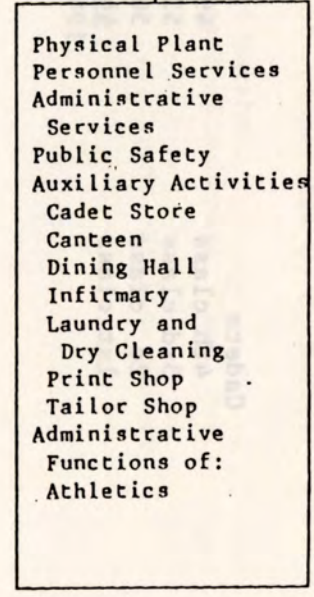 Physical Plant
Personnel Services
Administrative
Services
Public Safety
Auxiliary Activities
Cadet Store
Canteen
Dining Hall
Infirmary
Laundry and
Dry Cleaning
Print Shop
Tailor Shop
Administrative
Functions of:
Athletics